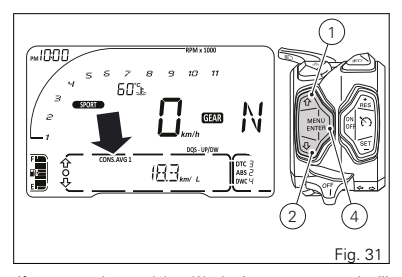 1
RPM x 1000
PM 10:00
4 5 6 7 8 9 10 11
3
2
1
60°C
SPORT
0 km/h
GEAR N
DQS - UP/DW
CONS.AVG 1
18.3 km/ L
DTC 3
ABS 2
DWC 4
F
E
MENU
ENTER
ON
OFF
RES
SET
OFF
2
4
Fig. 31